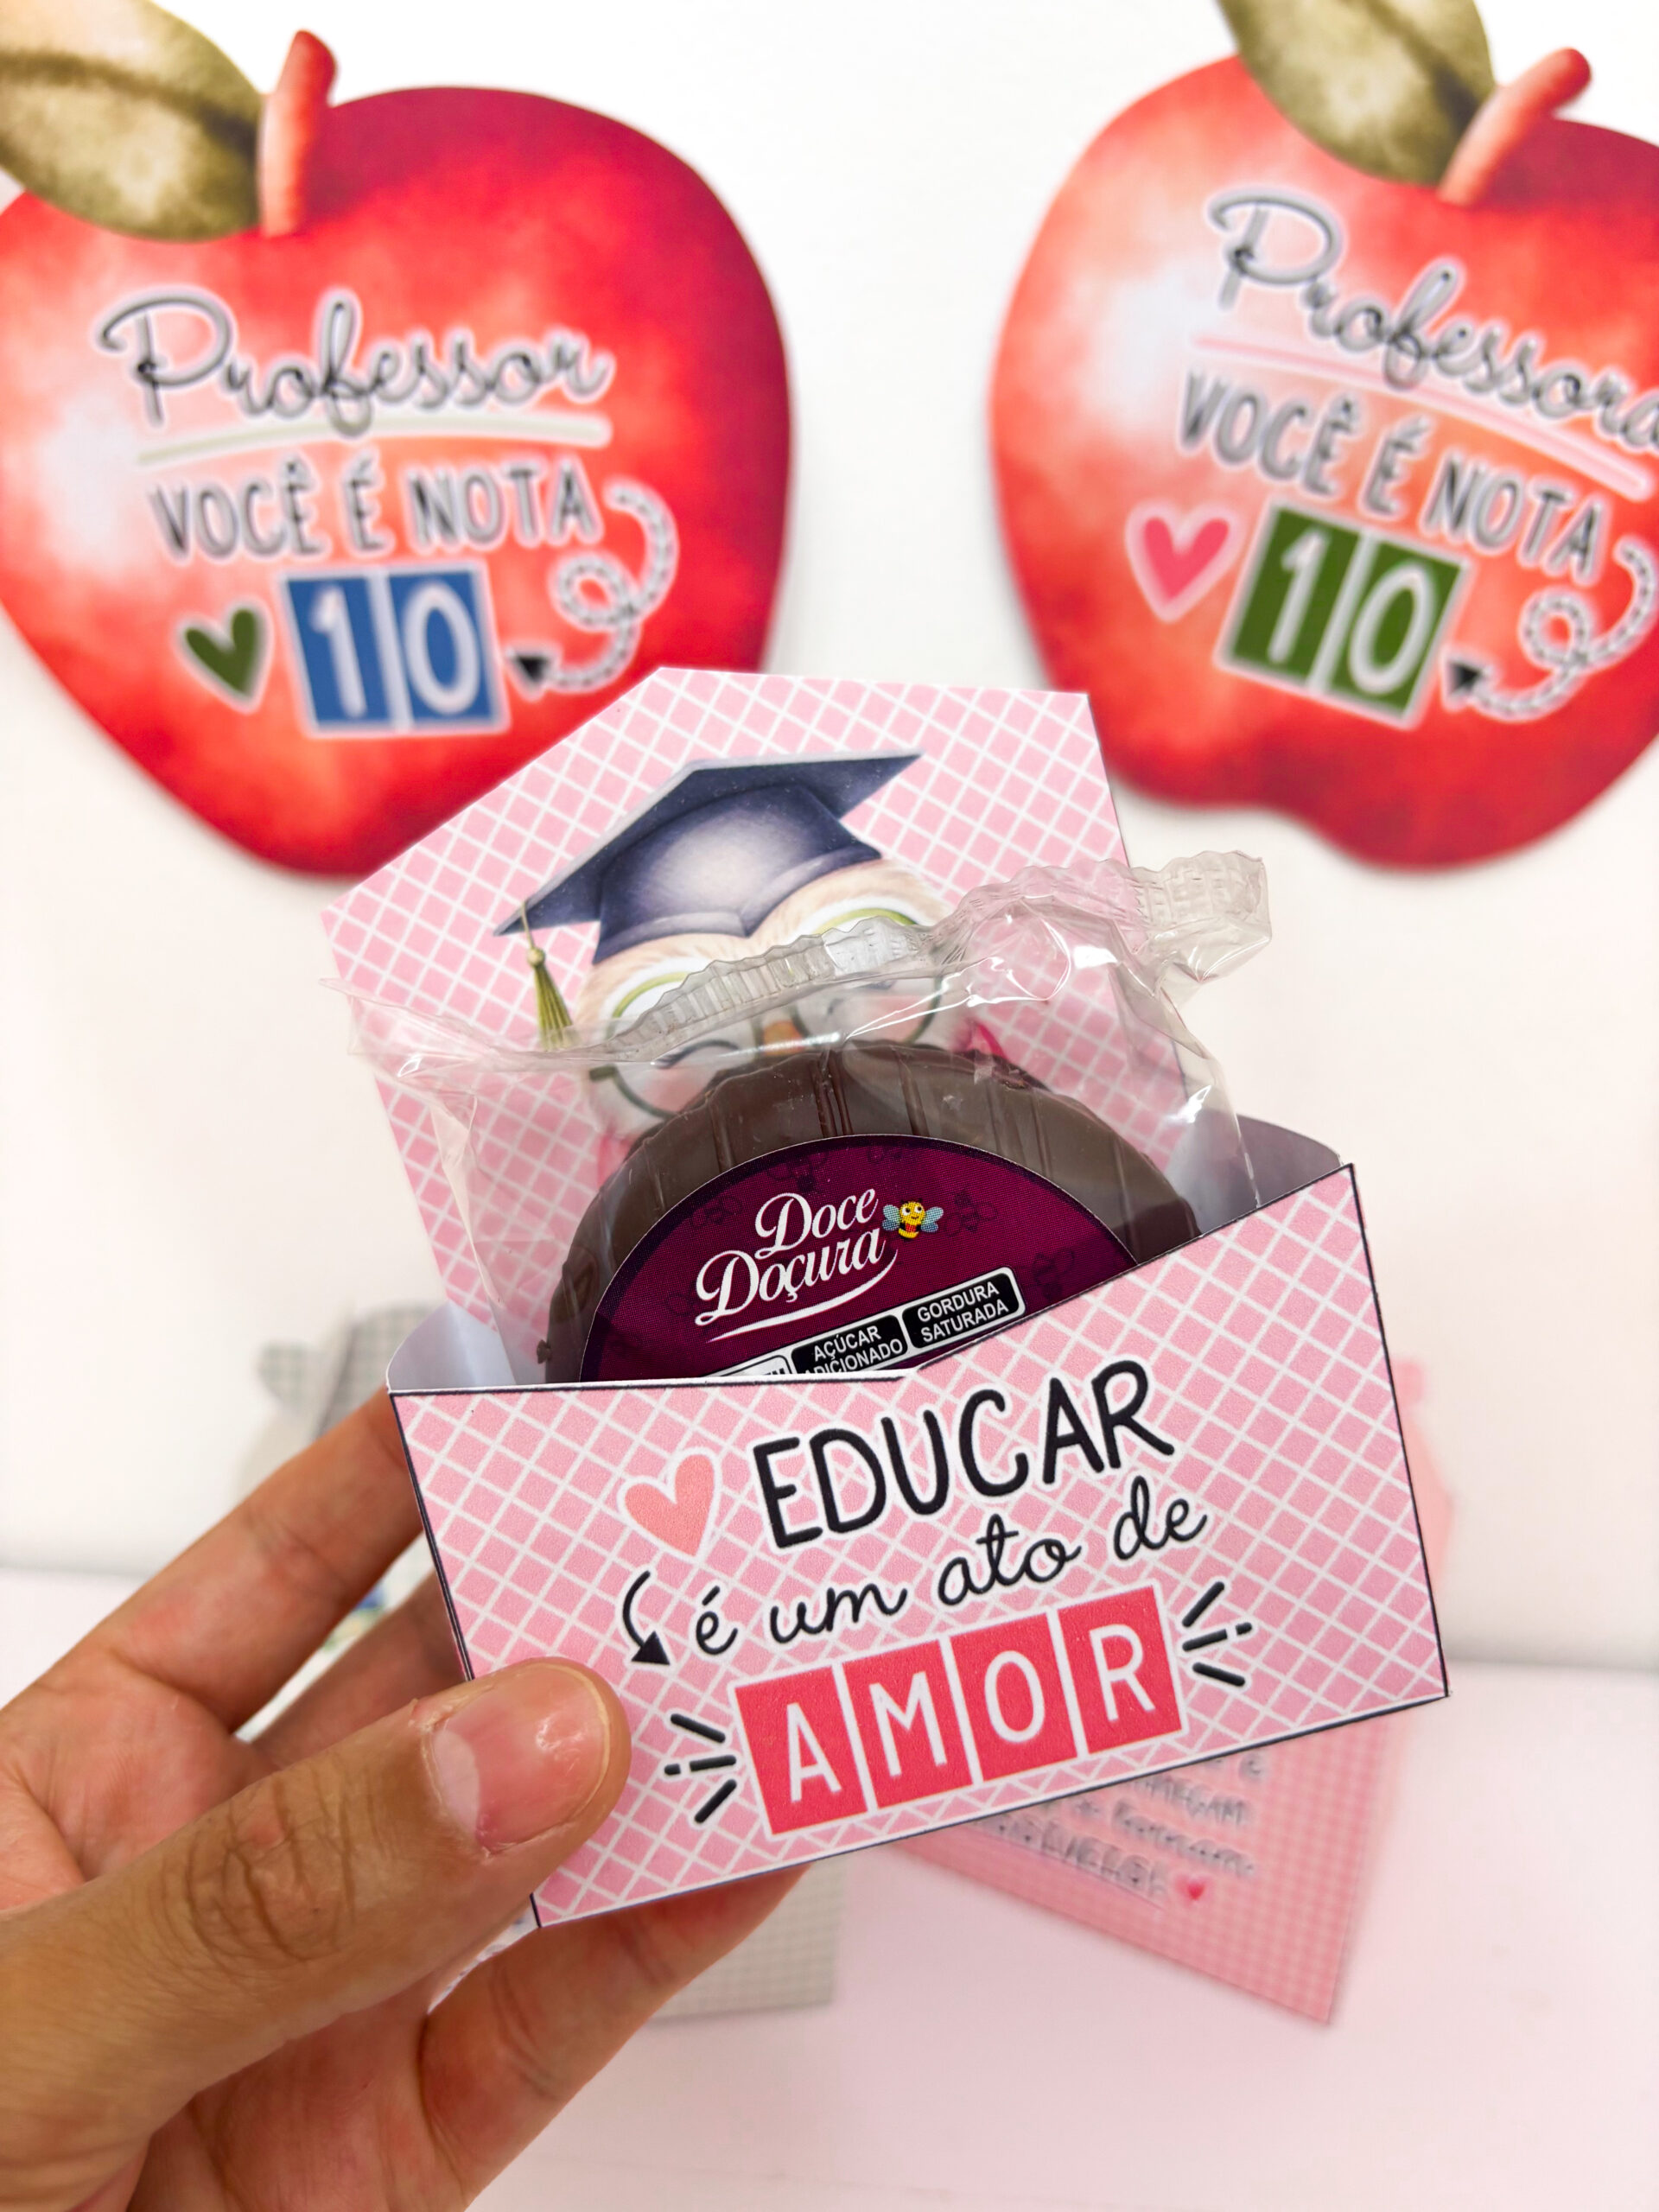 Professor
VOCÊ É NOTA
10
Professora
VOCÊ É NOTA
10
Doce
Doçura
AÇÚCAR
ADICIONADO
GORDURA
SATURADA
EDUCAR
é um ato de
AMOR